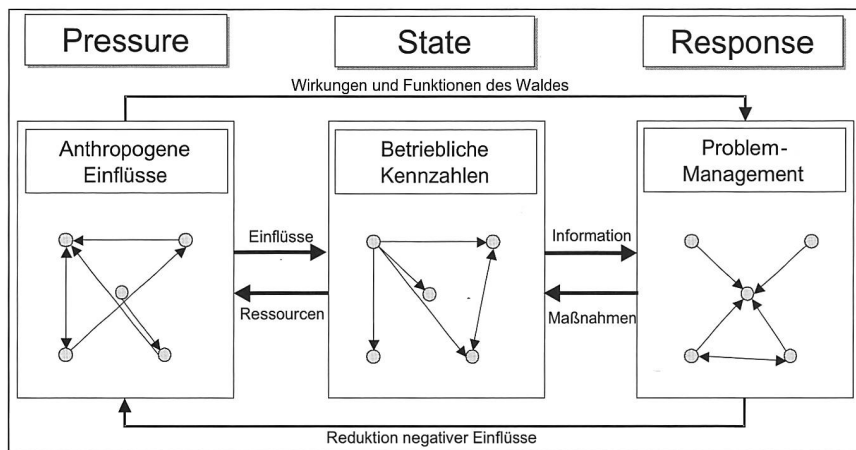 Pressure
State
Response
Wirkungen und Funktionen des Waldes
Anthropogene
Einflüsse
Betriebliche
Kennzahlen
Problem-
Management
Einflüsse
Information
Ressourcen
Maßnahmen
Reduktion negativer Einflüsse